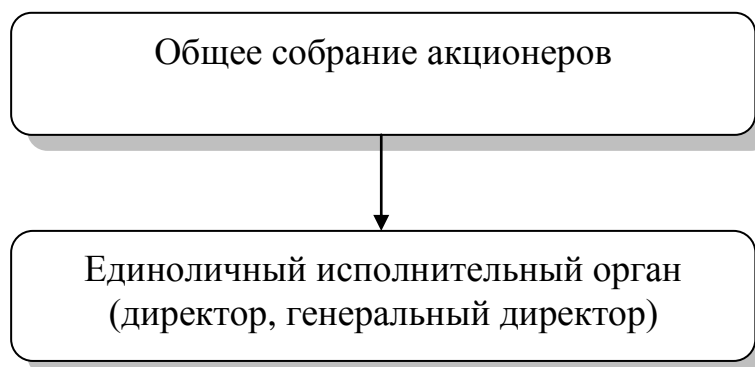 Общее собрание акционеров
Единоличный исполнительный орган
(директор, генеральный директор)